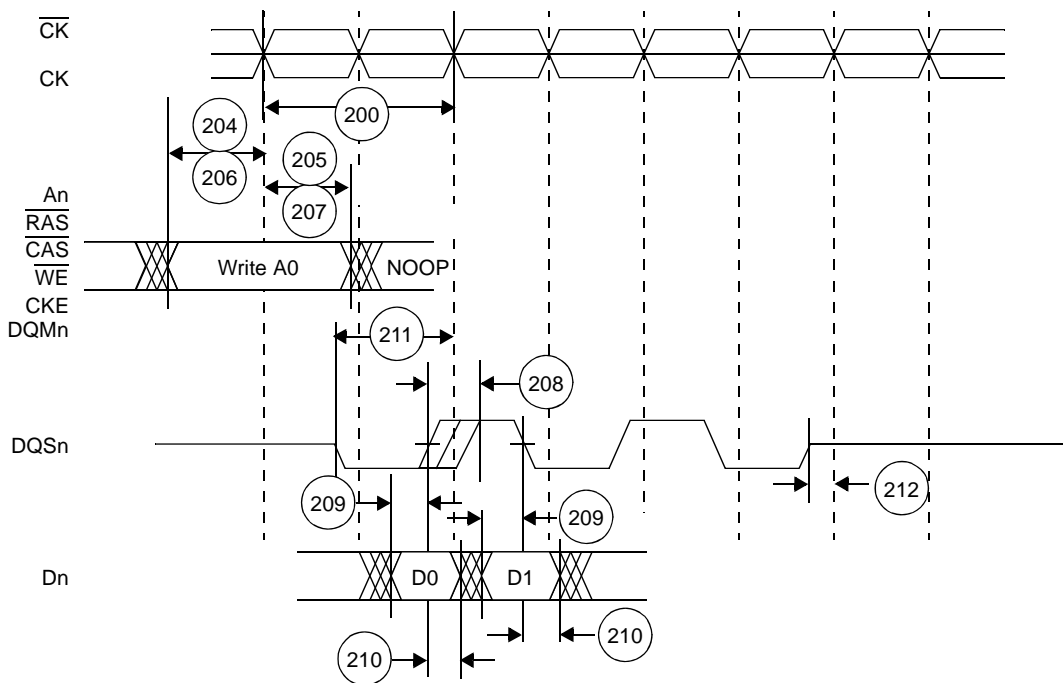 CK
CK
200
204
206
205
207
An
RAS
CAS
WE
CKE
DQMn
Write A0
NOOP
211
208
DQSn
209
209
212
Dn
D0
D1
210
210